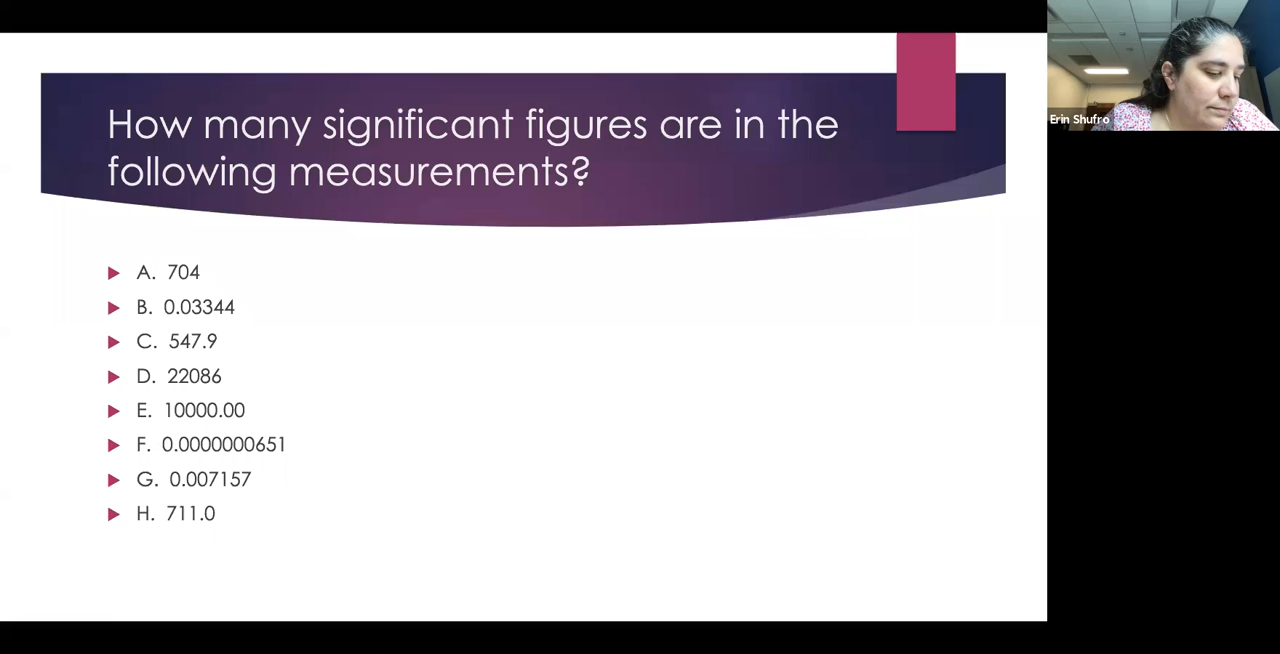 How many significant figures are in the
following measurements?
A. 704
B. 0.03344
C. 547.9
D. 22086
E. 10000.00
F. 0.0000000651
G. 0.007157
H. 711.0
Erin Shufro